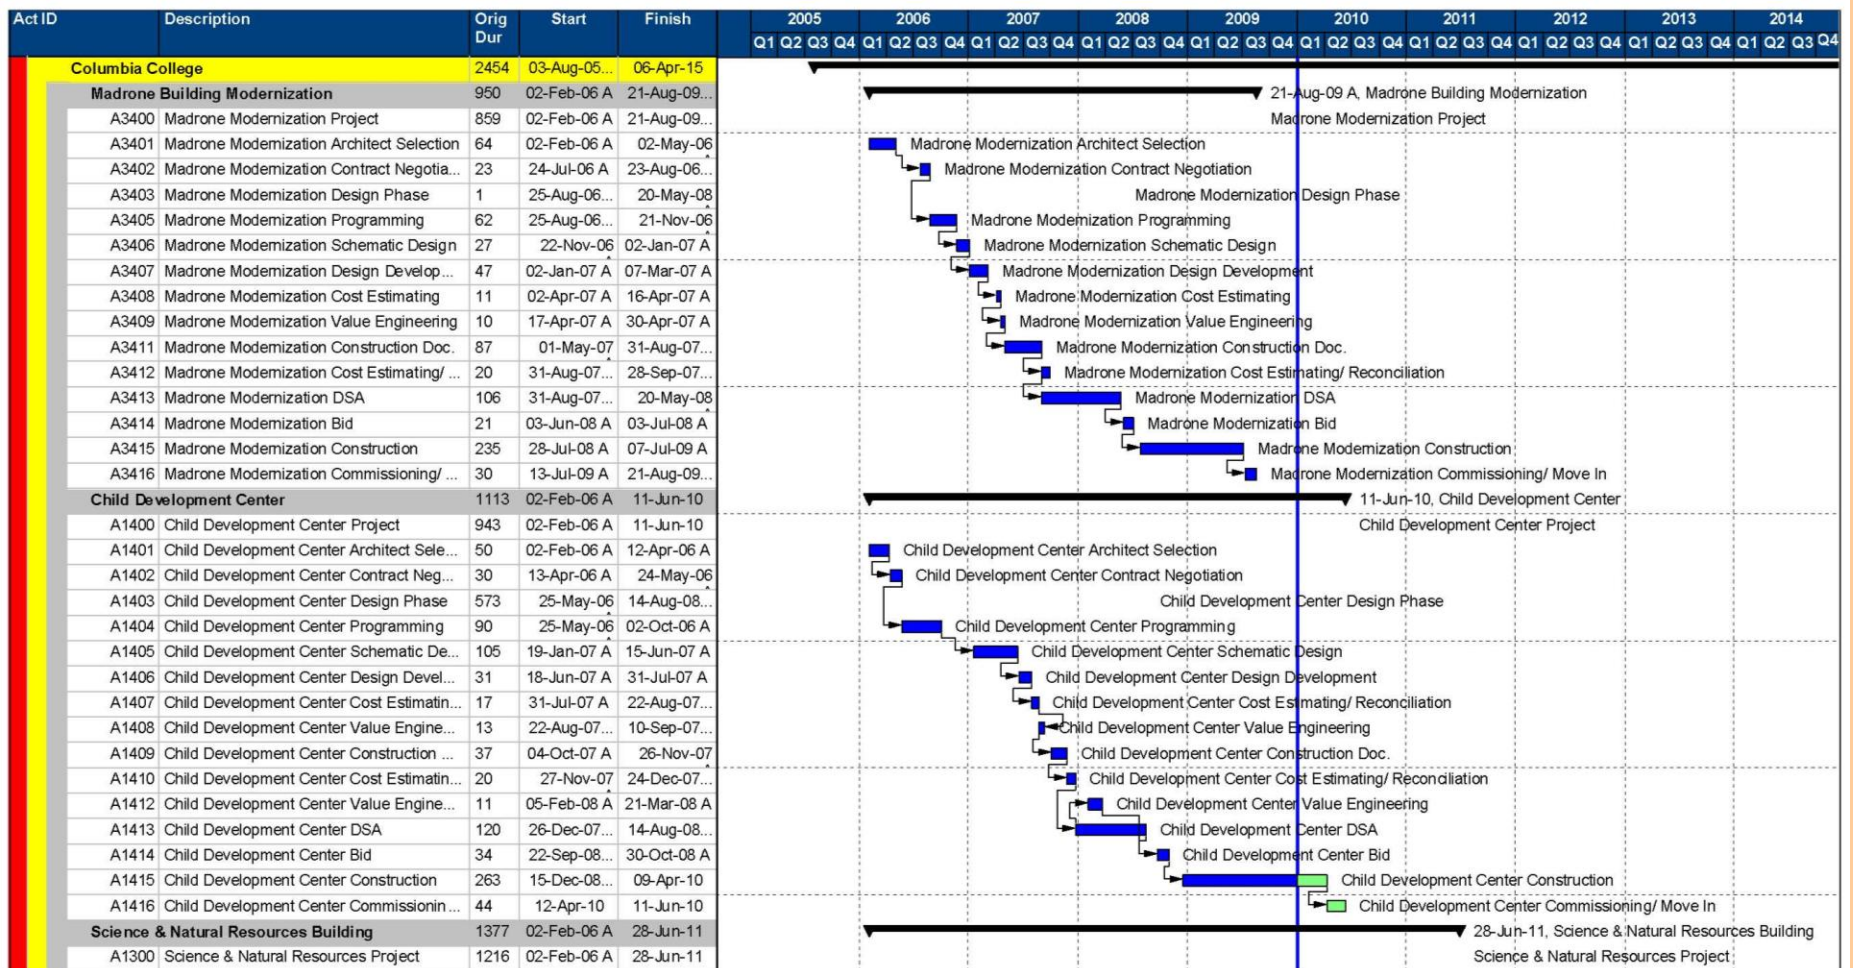 Act ID Description Orig Dur Start Finish 2005 2006 2007 2008 2009 2010 2011 2012 2013 2014
Q1 Q2 Q3 Q4 Q1 Q2 Q3 Q4 Q1 Q2 Q3 Q4 Q1 Q2 Q3 Q4 Q1 Q2 Q3 Q4 Q1 Q2 Q3 Q4 Q1 Q2 Q3 Q4 Q1 Q2 Q3 Q4 Q1 Q2 Q3 Q4 Q1 Q2 Q3 Q4
Columbia College 2454 03-Aug-05... 06-Apr-15
Madrone Building Modernization 950 02-Feb-06 A 21-Aug-09... 21-Aug-09 A, Madrone Building Modernization
A3400 Madrone Modernization Project 859 02-Feb-06 A 21-Aug-09... Madrone Modernization Project
A3401 Madrone Modernization Architect Selection 64 02-Feb-06 A 02-May-06 Madrone Modernization Architect Selection
A3402 Madrone Modernization Contract Negotia... 23 24-Jul-06 A 23-Aug-06... Madrone Modernization Contract Negotiation
A3403 Madrone Modernization Design Phase 1 25-Aug-06... 20-May-08 Madrone Modernization Design Phase
A3405 Madrone Modernization Programming 62 25-Aug-06... 21-Nov-06 Madrone Modernization Programming
A3406 Madrone Modernization Schematic Design 27 22-Nov-06 02-Jan-07 A Madrone Modernization Schematic Design
A3407 Madrone Modernization Design Develop... 47 02-Jan-07 A 07-Mar-07 A Madrone Modernization Design Development
A3408 Madrone Modernization Cost Estimating 11 02-Apr-07 A 16-Apr-07 A Madrone Modernization Cost Estimating
A3409 Madrone Modernization Value Engineering 10 17-Apr-07 A 30-Apr-07 A Madrone Modernization Value Engineering
A3411 Madrone Modernization Construction Doc. 87 01-May-07 31-Aug-07... Madrone Modernization Construction Doc.
A3412 Madrone Modernization Cost Estimating/ ... 20 31-Aug-07... 28-Sep-07... Madrone Modernization Cost Estimating/ Reconciliation
A3413 Madrone Modernization DSA 106 31-Aug-07... 20-May-08 Madrone Modernization DSA
A3414 Madrone Modernization Bid 21 03-Jun-08 A 03-Jul-08 A Madrone Modernization Bid
A3415 Madrone Modernization Construction 235 28-Jul-08 A 07-Jul-09 A Madrone Modernization Construction
A3416 Madrone Modernization Commissioning/ ... 30 13-Jul-09 A 21-Aug-09... Madrone Modernization Commissioning/ Move In
Child Development Center 1113 02-Feb-06 A 11-Jun-10 11-Jun-10, Child Development Center
A1400 Child Development Center Project 943 02-Feb-06 A 11-Jun-10 Child Development Center Project
A1401 Child Development Center Architect Sele... 50 02-Feb-06 A 12-Apr-06 A Child Development Center Architect Selection
A1402 Child Development Center Contract Neg... 30 13-Apr-06 A 24-May-06 Child Development Center Contract Negotiation
A1403 Child Development Center Design Phase 573 25-May-06 14-Aug-08... Child Development Center Design Phase
A1404 Child Development Center Programming 90 25-May-06 02-Oct-06 A Child Development Center Programming
A1405 Child Development Center Schematic De... 105 19-Jan-07 A 15-Jun-07 A Child Development Center Schematic Design
A1406 Child Development Center Design Devel... 31 18-Jun-07 A 31-Jul-07 A Child Development Center Design Development
A1407 Child Development Center Cost Estimatin... 17 31-Jul-07 A 22-Aug-07... Child Development Center Cost Estimating/ Reconciliation
A1408 Child Development Center Value Engine... 13 22-Aug-07... 10-Sep-07... Child Development Center Value Engineering
A1409 Child Development Center Construction ... 37 04-Oct-07 A 26-Nov-07 Child Development Center Construction Doc.
A1410 Child Development Center Cost Estimatin... 20 27-Nov-07 24-Dec-07... Child Development Center Cost Estimating/ Reconciliation
A1412 Child Development Center Value Engine... 11 05-Feb-08 A 21-Mar-08 A Child Development Center Value Engineering
A1413 Child Development Center DSA 120 26-Dec-07... 14-Aug-08... Child Development Center DSA
A1414 Child Development Center Bid 34 22-Sep-08... 30-Oct-08 A Child Development Center Bid
A1415 Child Development Center Construction 263 15-Dec-08... 09-Apr-10 Child Development Center Construction
A1416 Child Development Center Commissionin... 44 12-Apr-10 11-Jun-10 Child Development Center Commissioning/ Move In
Science & Natural Resources Building 1377 02-Feb-06 A 28-Jun-11 28-Jun-11, Science & Natural Resources Building
A1300 Science & Natural Resources Project 1216 02-Feb-06 A 28-Jun-11 Science & Natural Resources Project